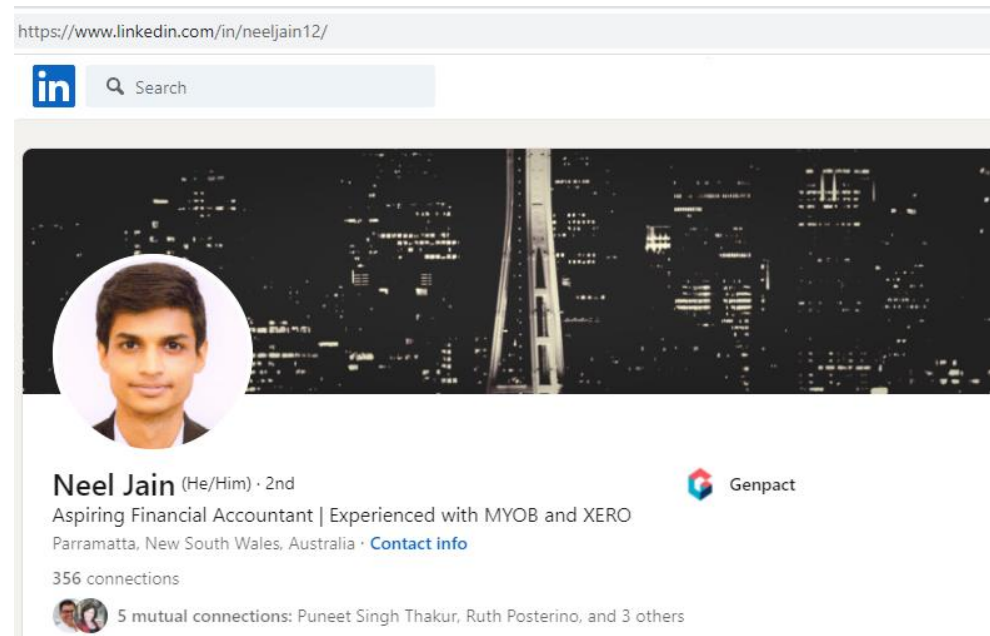 https://www.linkedin.com/in/neeljain12/
in Search
Neel Jain (He/Him) · 2nd
Genpact
Aspiring Financial Accountant | Experienced with MYOB and XERO
Parramatta, New South Wales, Australia · Contact info
356 connections
5 mutual connections: Puneet Singh Thakur, Ruth Posterino, and 3 others